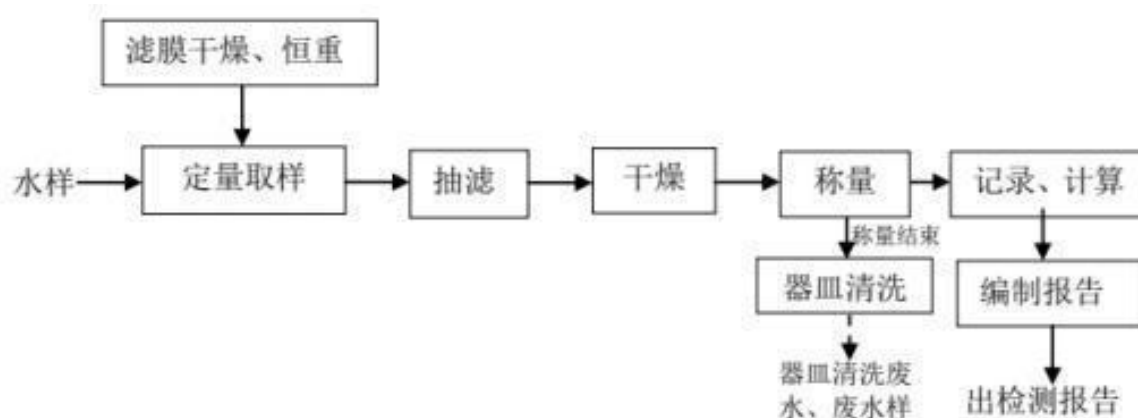 滤膜干燥、恒重
水样
定量取样
抽滤
干燥
称量
记录、计算
称量结束
器皿清洗
编制报告
器皿清洗废
水、废水样
出检测报告